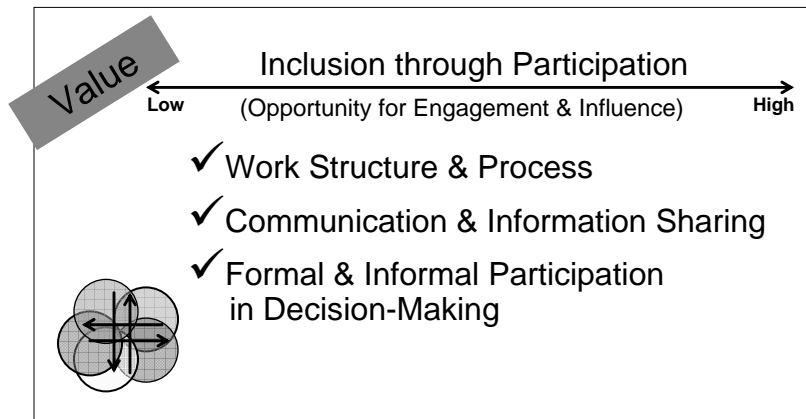 Value
Inclusion through Participation
Low
(Opportunity for Engagement & Influence)
High
✓Work Structure & Process
✓Communication & Information Sharing
✓Formal & Informal Participation
in Decision-Making